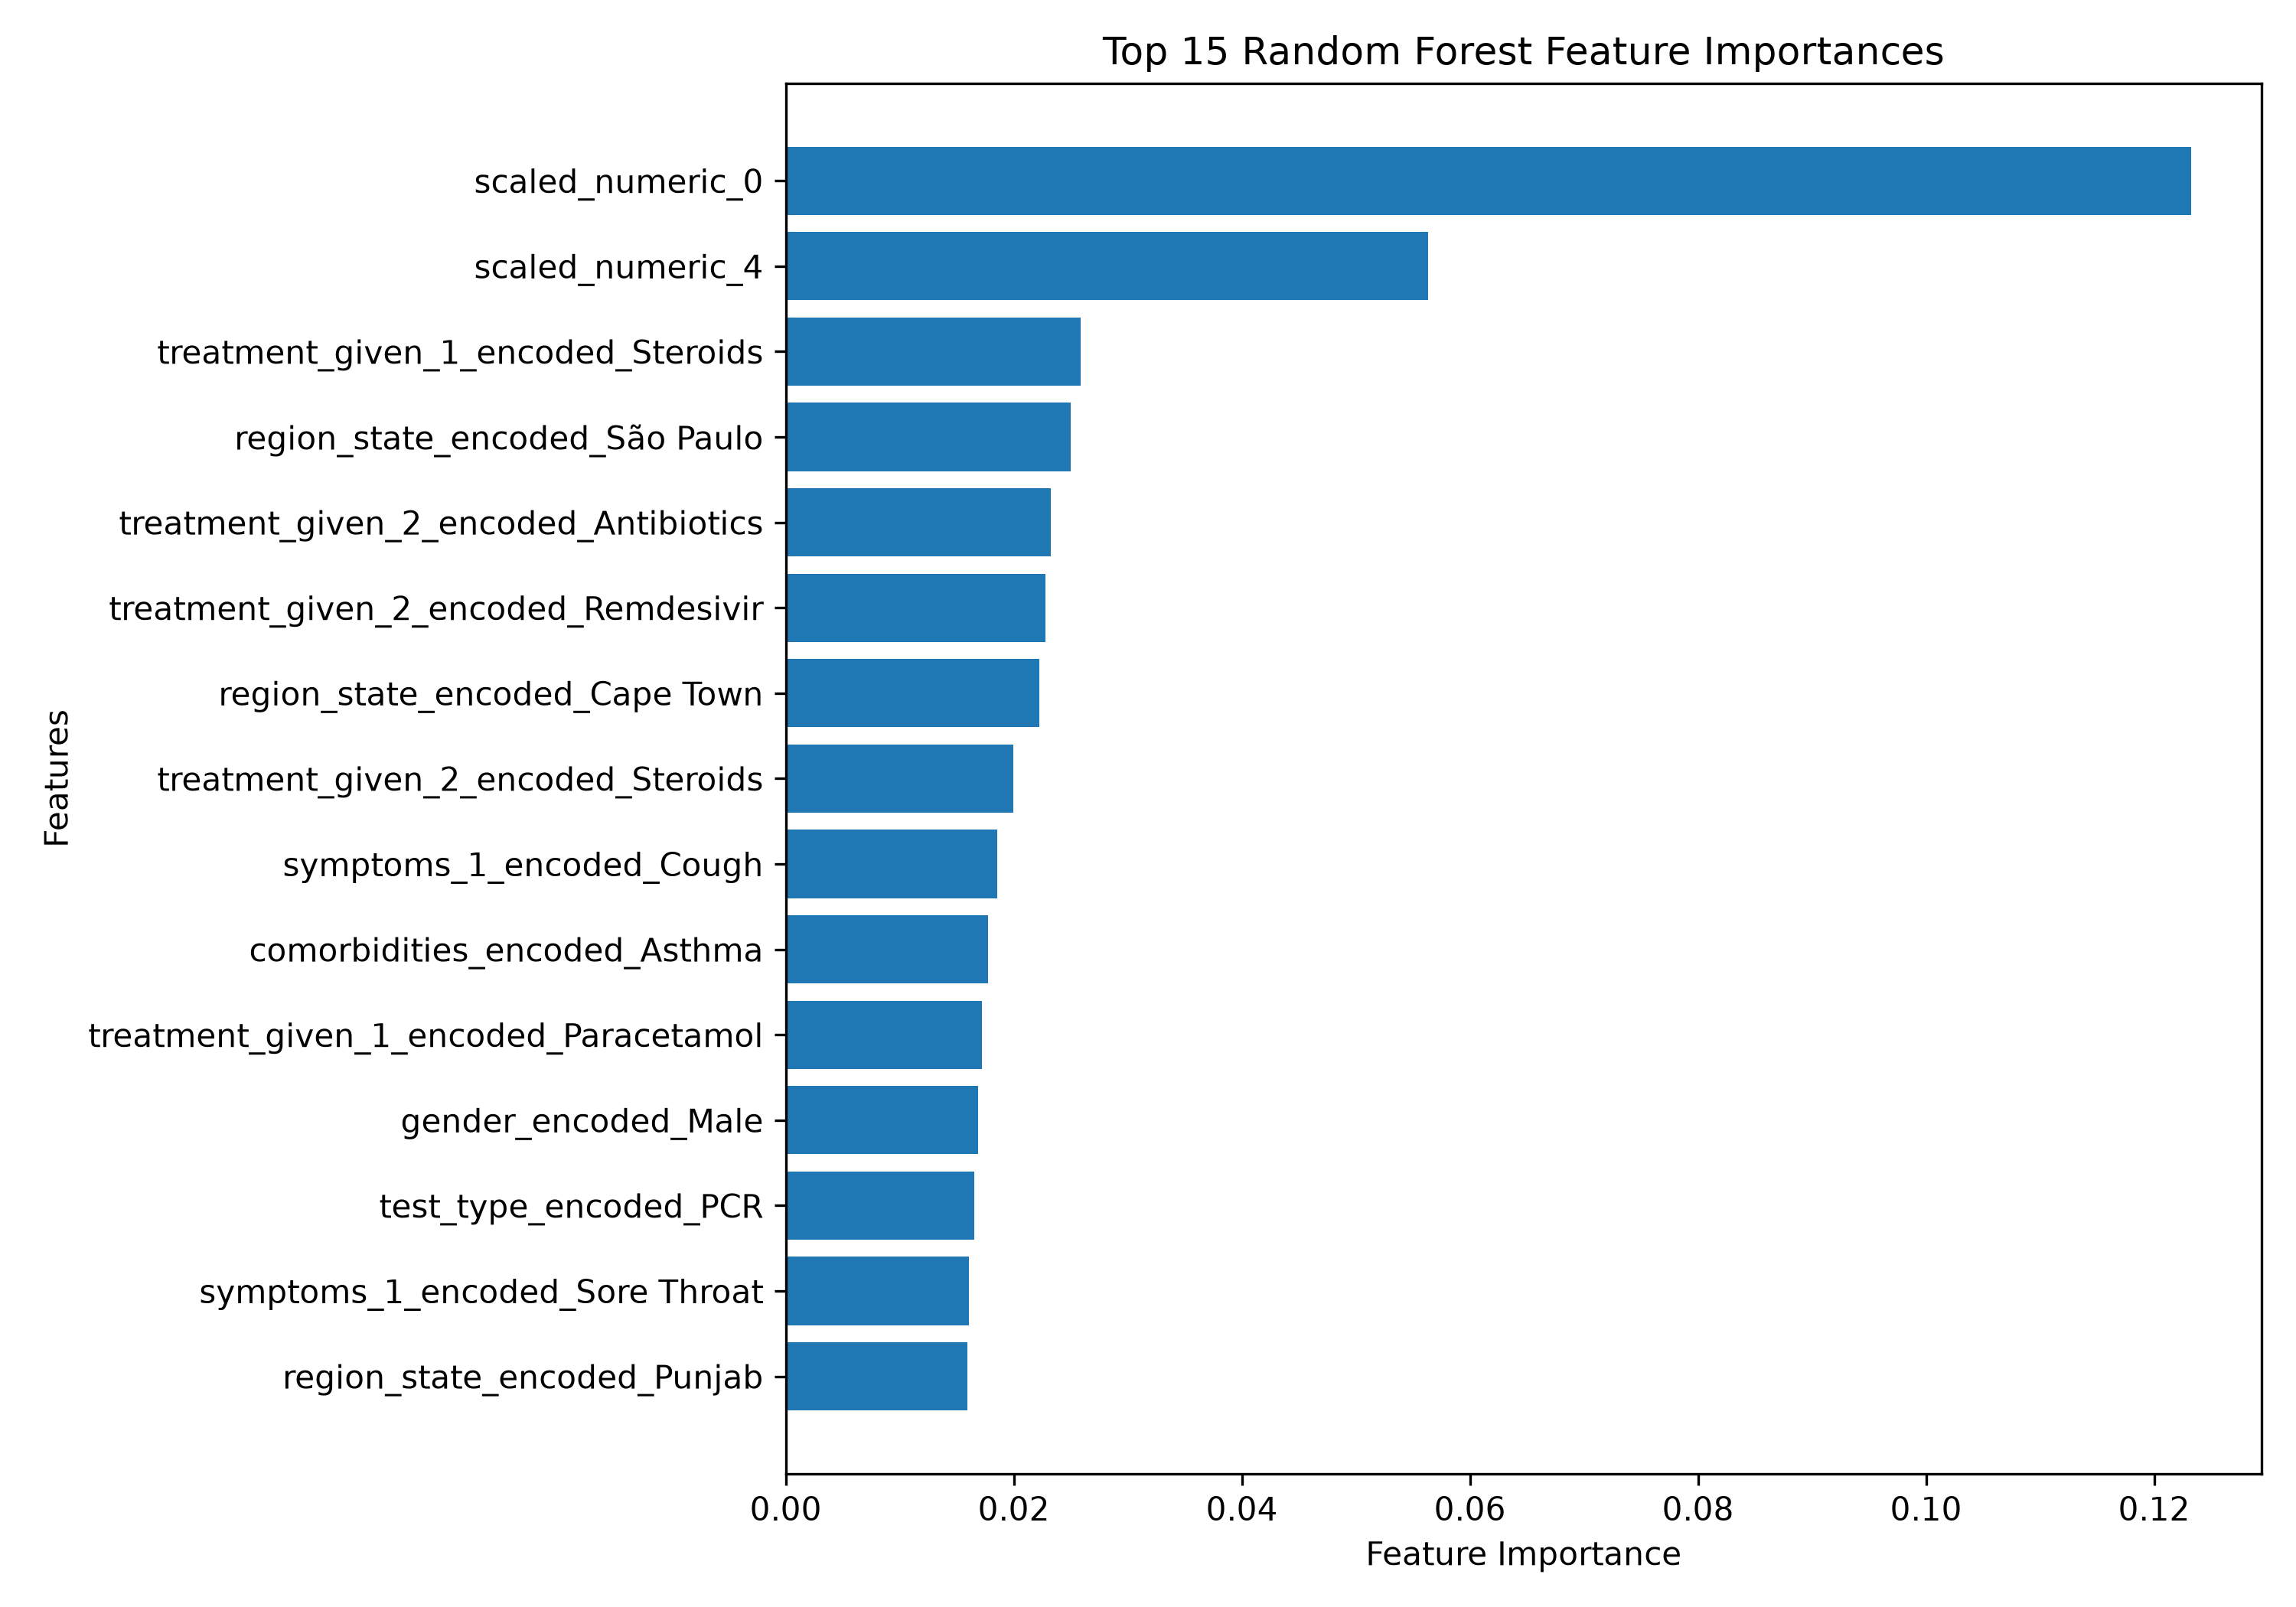 Top 15 Random Forest Feature Importances
scaled_numeric_0
scaled_numeric_4
treatment_given_1_encoded_Steroids
region_state_encoded_São Paulo
treatment_given_2_encoded_Antibiotics
treatment_given_2_encoded_Remdesivir
region_state_encoded_Cape Town
treatment_given_2_encoded_Steroids
symptoms_1_encoded_Cough
comorbidities_encoded_Asthma
treatment_given_1_encoded_Paracetamol
gender_encoded_Male
test_type_encoded_PCR
symptoms_1_encoded_Sore Throat
region_state_encoded_Punjab
Features
0.00 0.02 0.04 0.06 0.08 0.10 0.12
Feature Importance